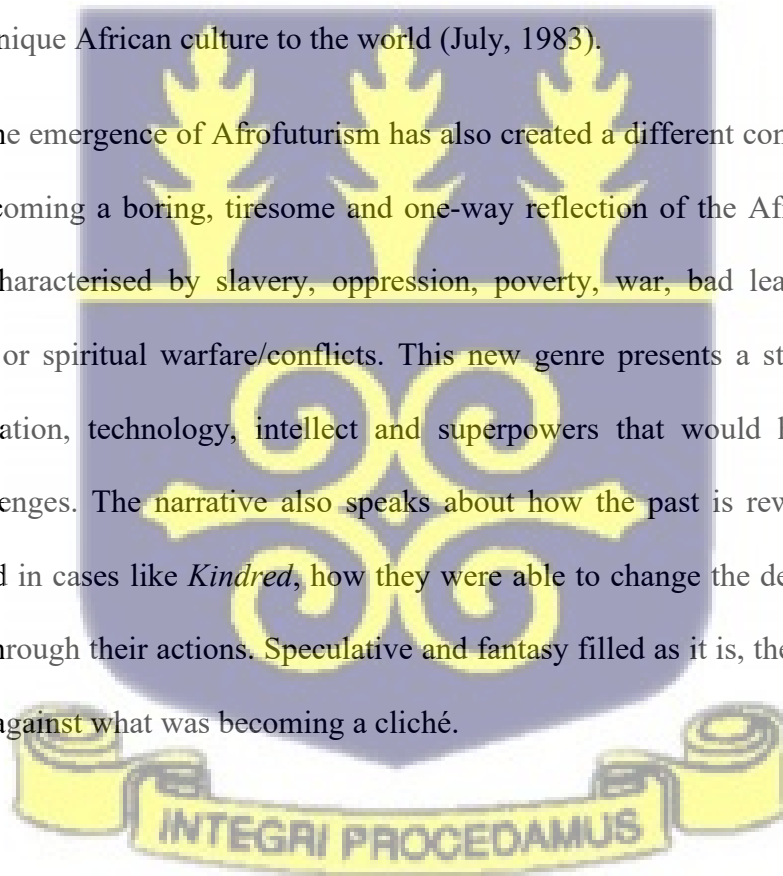 nique African culture to the world (July, 1983).
ne emergence of Afrofuturism has also created a different con
coming a boring, tiresome and one-way reflection of the Af
haracterised by slavery, oppression, poverty, war, bad lea
or spiritual warfare/conflicts. This new genre presents a st
ation, technology, intellect and superpowers that would l
enges. The narrative also speaks about how the past is rev
d in cases like Kindred, how they were able to change the de
hrough their actions. Speculative and fantasy filled as it is, the
against what was becoming a cliché.
INTEGRI PROCEDAMUS